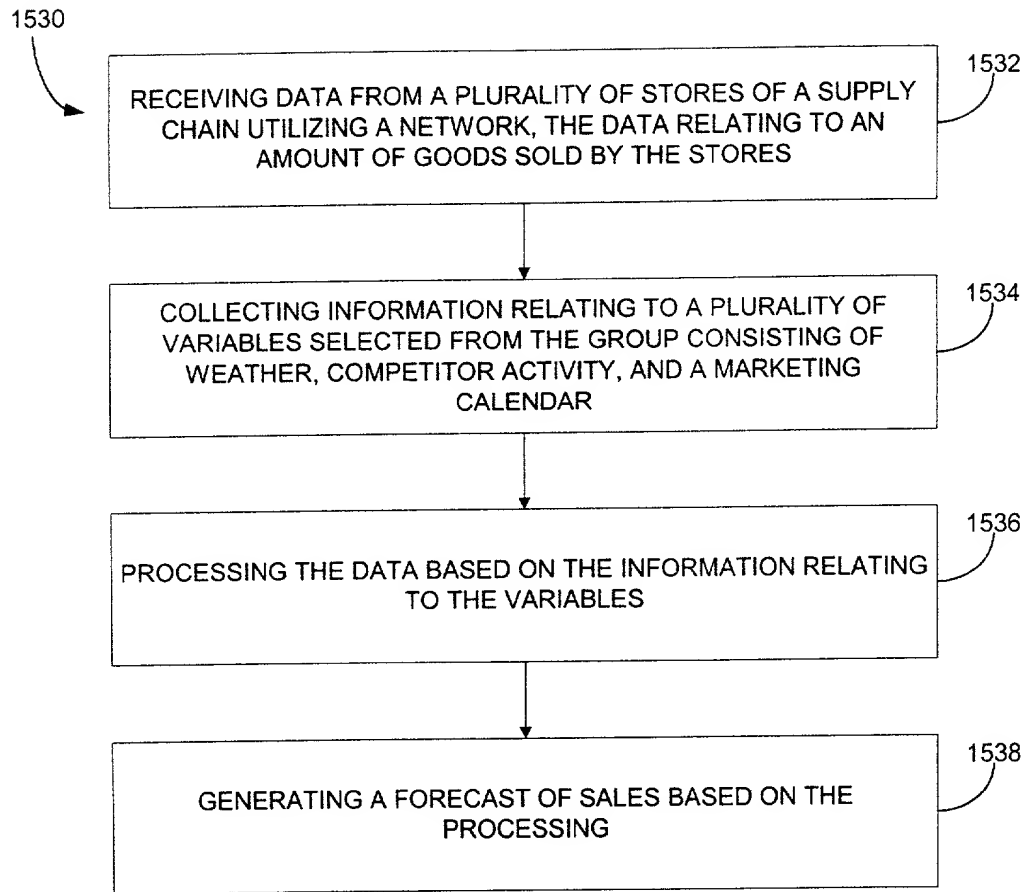 1530
1532
RECEIVING DATA FROM A PLURALITY OF STORES OF A SUPPLY
CHAIN UTILIZING A NETWORK, THE DATA RELATING TO AN
AMOUNT OF GOODS SOLD BY THE STORES
1534
COLLECTING INFORMATION RELATING TO A PLURALITY OF
VARIABLES SELECTED FROM THE GROUP CONSISTING OF
WEATHER, COMPETITOR ACTIVITY, AND A MARKETING
CALENDAR
1536
PROCESSING THE DATA BASED ON THE INFORMATION RELATING
TO THE VARIABLES
1538
GENERATING A FORECAST OF SALES BASED ON THE
PROCESSING